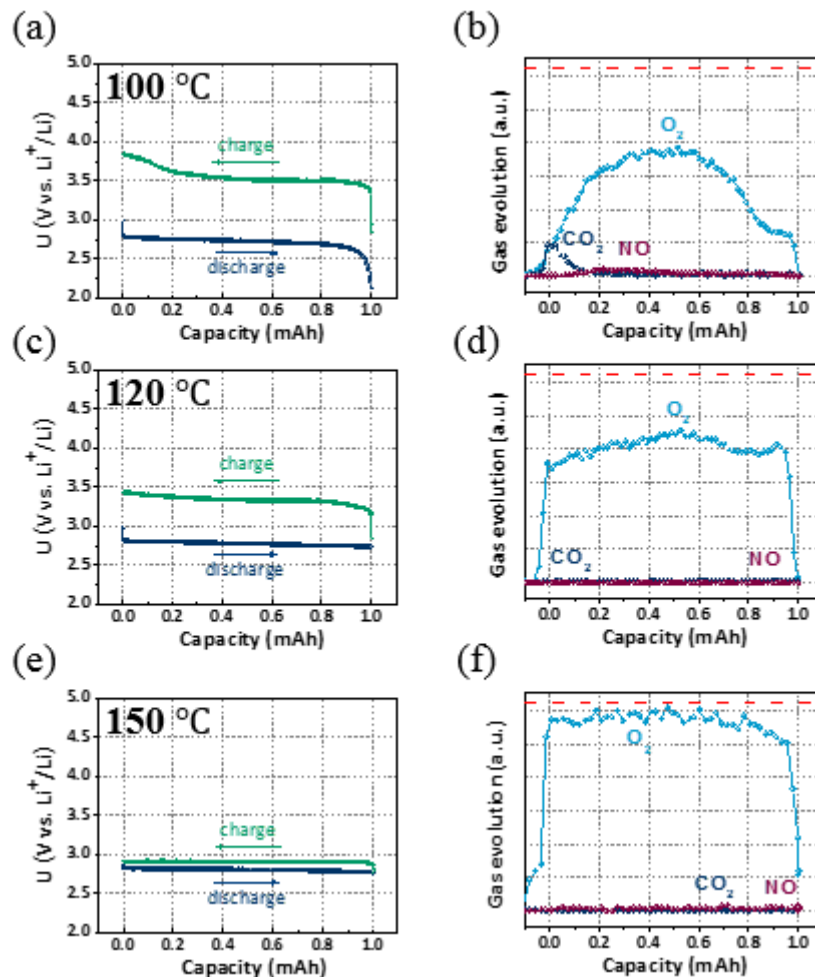 (a)
100 °C
U (V vs. Li⁺/Li)
5.0
4.5
4.0
3.5
3.0
2.5
2.0
charge
discharge
0.0 0.2 0.4 0.6 0.8 1.0
Capacity (mAh)
(b)
Gas evolution (a.u.)
O₂
CO₂
NO
0.0 0.2 0.4 0.6 0.8 1.0
Capacity (mAh)
(c)
120 °C
U (V vs. Li⁺/Li)
5.0
4.5
4.0
3.5
3.0
2.5
2.0
charge
discharge
0.0 0.2 0.4 0.6 0.8 1.0
Capacity (mAh)
(d)
Gas evolution (a.u.)
O₂
CO₂
NO
0.0 0.2 0.4 0.6 0.8 1.0
Capacity (mAh)
(e)
150 °C
U (V vs. Li⁺/Li)
5.0
4.5
4.0
3.5
3.0
2.5
2.0
charge
discharge
0.0 0.2 0.4 0.6 0.8 1.0
Capacity (mAh)
(f)
Gas evolution (a.u.)
O₂
CO₂
NO
0.0 0.2 0.4 0.6 0.8 1.0
Capacity (mAh)